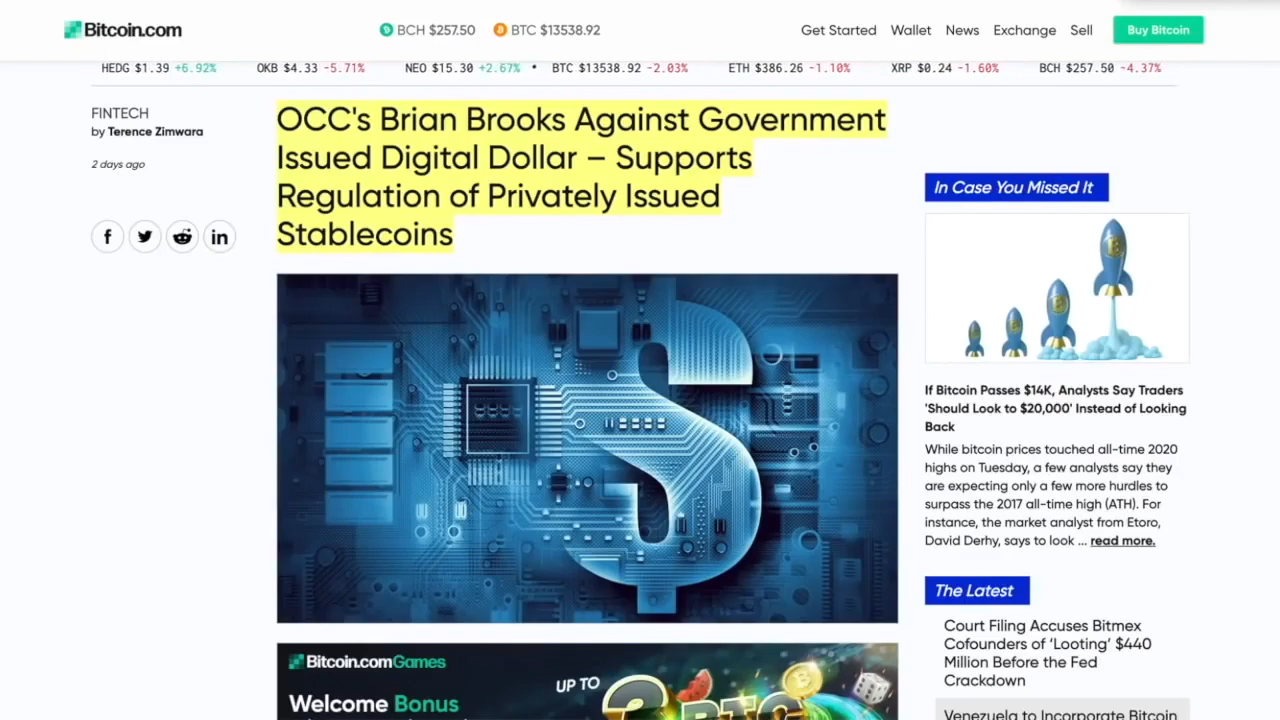 Bitcoin.com
BCH $257.50 BTC $13538.92
Get Started Wallet News Exchange Sell Buy Bitcoin
HEDG $1.39 +6.92% OKB $4.33 -5.71% NEO $15.30 +2.67% • BTC $13538.92 -2.03% ETH $386.26 -1.10% XRP $0.24 -1.60% BCH $257.50 -4.37%
FINTECH
by Terence Zimwara
2 days ago
OCC's Brian Brooks Against Government
Issued Digital Dollar – Supports
Regulation of Privately Issued
Stablecoins
In Case You Missed It
If Bitcoin Passes $14K, Analysts Say Traders
'Should Look to $20,000' Instead of Looking
Back
While bitcoin prices touched all-time 2020
highs on Tuesday, a few analysts say they
are expecting only a few more hurdles to
surpass the 2017 all-time high (ATH). For
instance, the market analyst from Etoro,
David Derhy, says to look ... read more.
The Latest
Court Filing Accuses Bitmex
Cofounders of ‘Looting’ $440
Million Before the Fed
Crackdown
Venezuela to Incorporate Bitcoin
Bitcoin.com Games
Welcome Bonus
UP TO